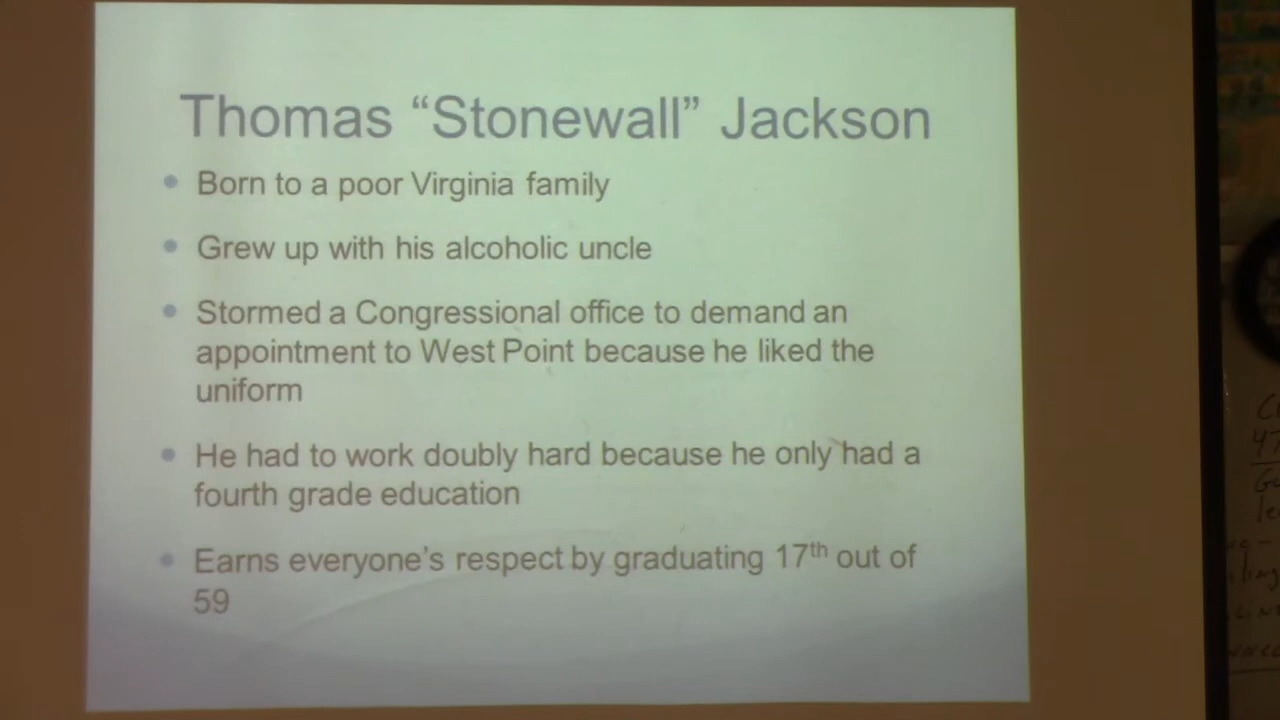 Thomas “Stonewall” Jackson
• Born to a poor Virginia family
• Grew up with his alcoholic uncle
• Stormed a Congressional office to demand an
appointment to West Point because he liked the
uniform
• He had to work doubly hard because he only had a
fourth grade education
• Earns everyone’s respect by graduating 17th out of
59